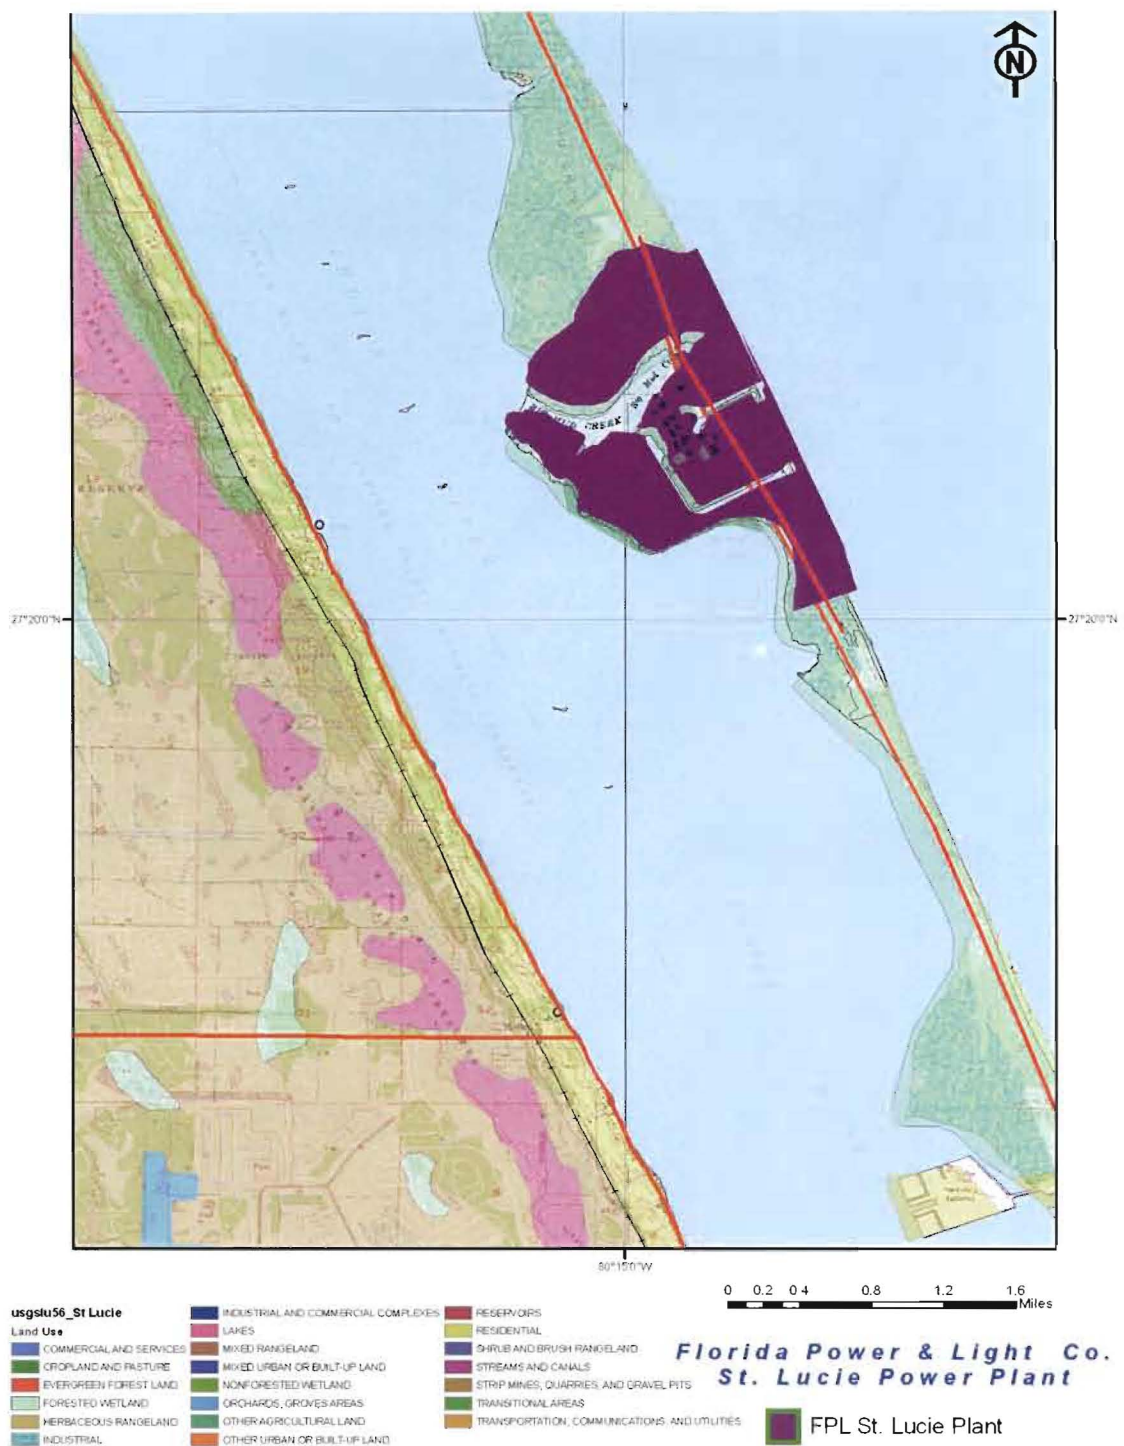 N
CREEK
27°20'0"N
27°20'0"N
80°15'0"W
usgslu56_St Lucie
Land Use
COMMERCIAL AND SERVICES
CROPLAND AND PASTURE
EVERGREEN FOREST LAND
FORESTED WETLAND
HERBACEOUS RANGELAND
INDUSTRIAL
INDUSTRIAL AND COMMERCIAL COMPLEXES
LAKES
MIXED RANGELAND
MIXED URBAN OR BUILT-UP LAND
NONFORESTED WETLAND
ORCHARDS, GROVES AREAS
OTHER AGRICULTURAL LAND
OTHER URBAN OR BUILT-UP LAND
RESERVOIRS
RESIDENTIAL
SHRUB AND BRUSH RANGELAND
STREAMS AND CANALS
STRIP MINES, QUARRIES, AND GRAVEL PITS
TRANSITIONAL AREAS
TRANSPORTATION, COMMUNICATIONS AND UTILITIES
0 0.2 0.4 0.8 1.2 1.6
Miles
Florida Power & Light Co.
St. Lucie Power Plant
FPL St. Lucie Plant